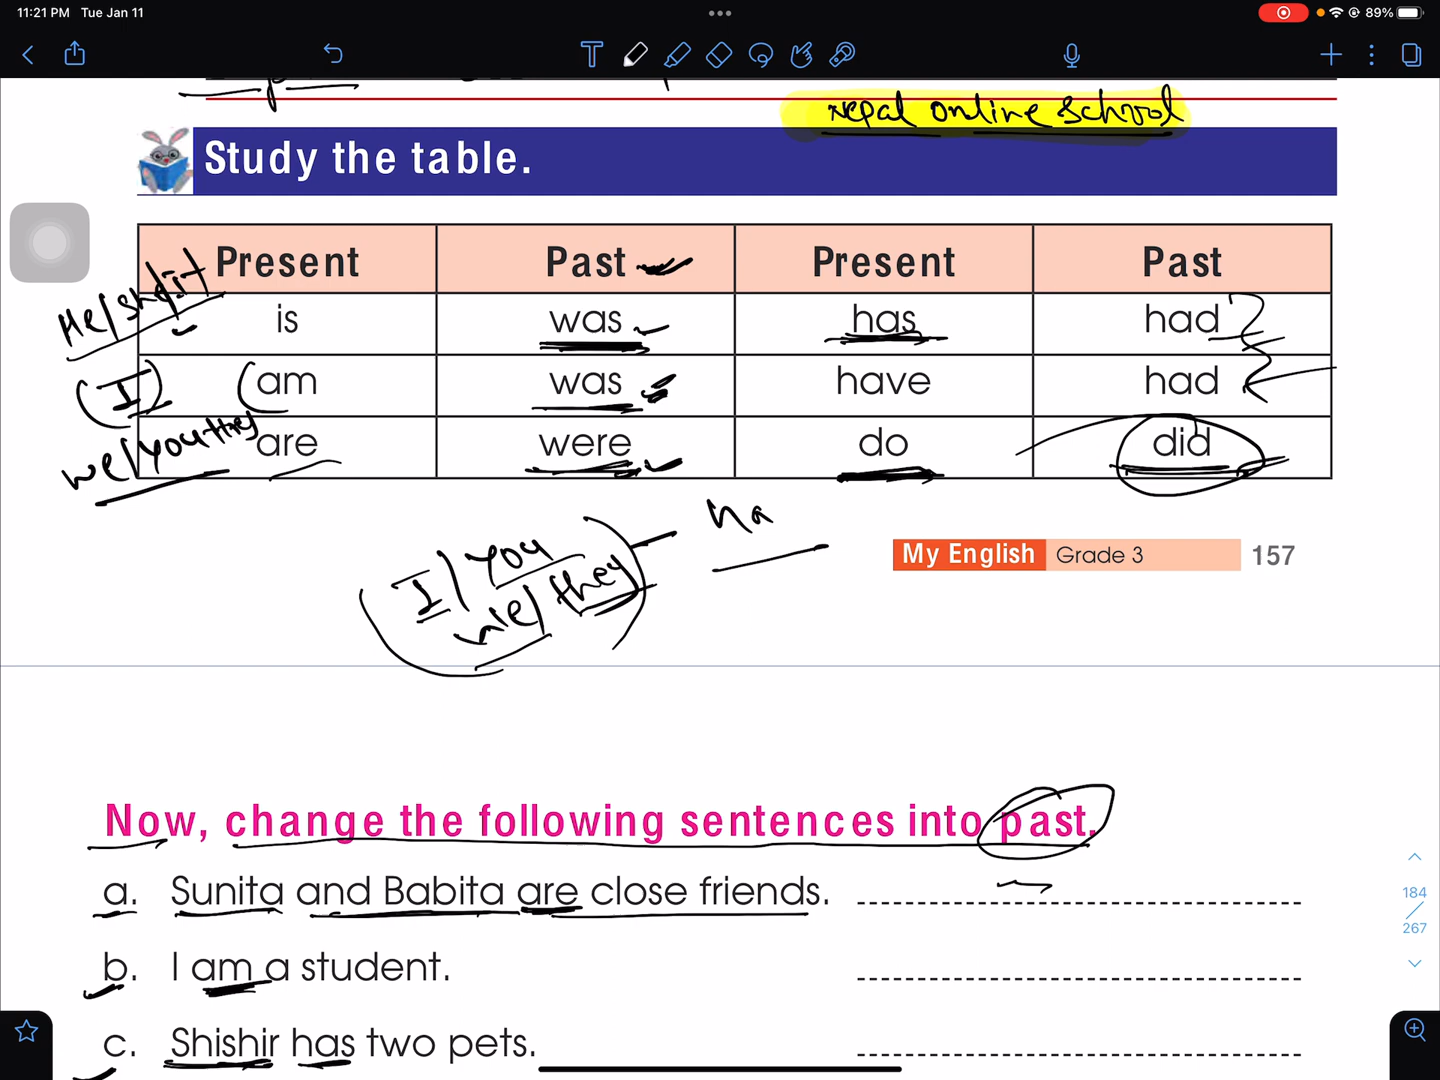 11:21 PM Tue Jan 11
89%
Nepal online school
Study the table.
Present Past Present Past
He/she/it is was has had
(I) am was have had
we/you/they are were do did
I/you
we/they
ha
My English Grade 3 157
Now, change the following sentences into past.
a. Sunita and Babita are close friends.
b. I am a student.
c. Shishir has two pets.
184
267